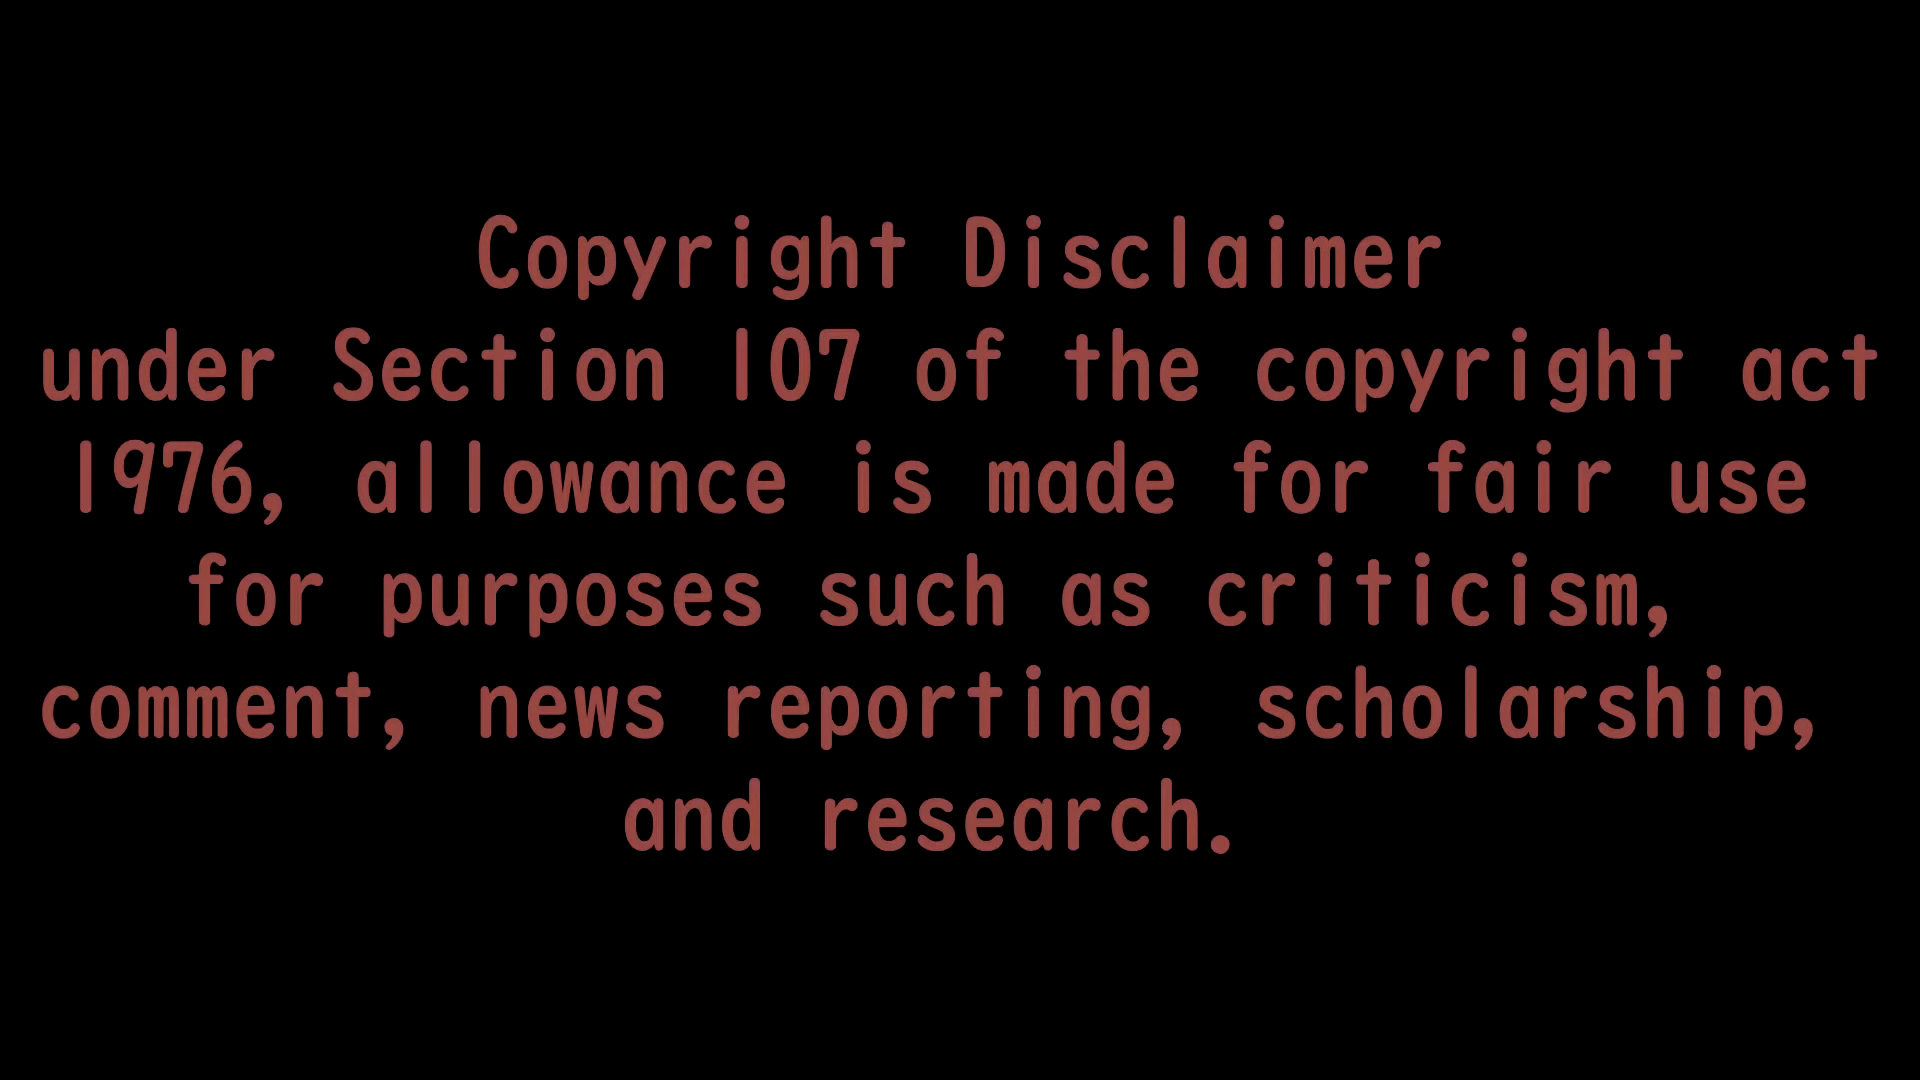 Copyright Disclaimer
under Section 107 of the copyright act
1976, allowance is made for fair use
for purposes such as criticism,
comment, news reporting, scholarship,
and research.